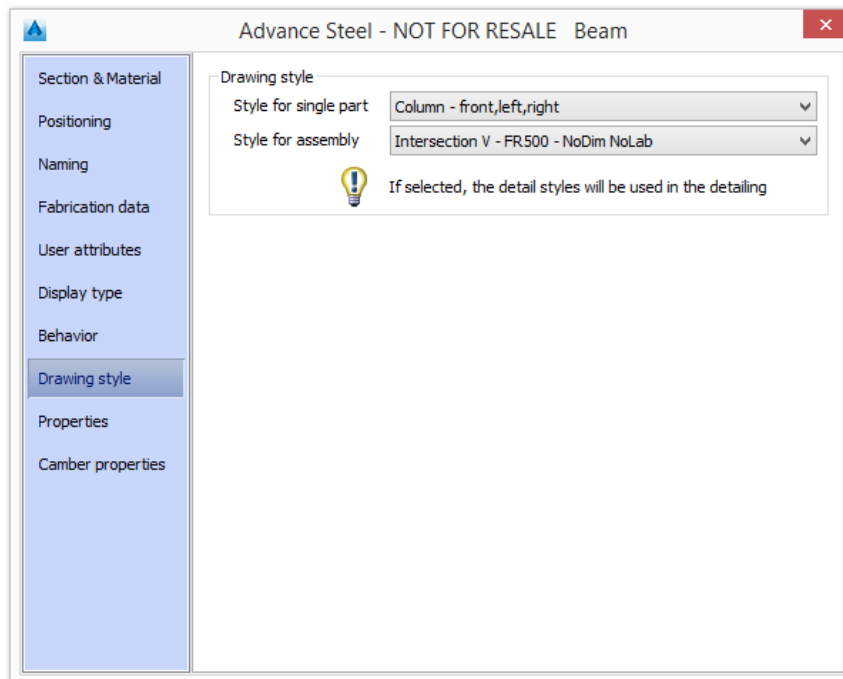 Advance Steel - NOT FOR RESALE Beam
Section & Material
Positioning
Naming
Fabrication data
User attributes
Display type
Behavior
Drawing style
Properties
Camber properties
Drawing style
Style for single part Column - front,left,right
Style for assembly Intersection V - FR500 - NoDim NoLab
If selected, the detail styles will be used in the detailing